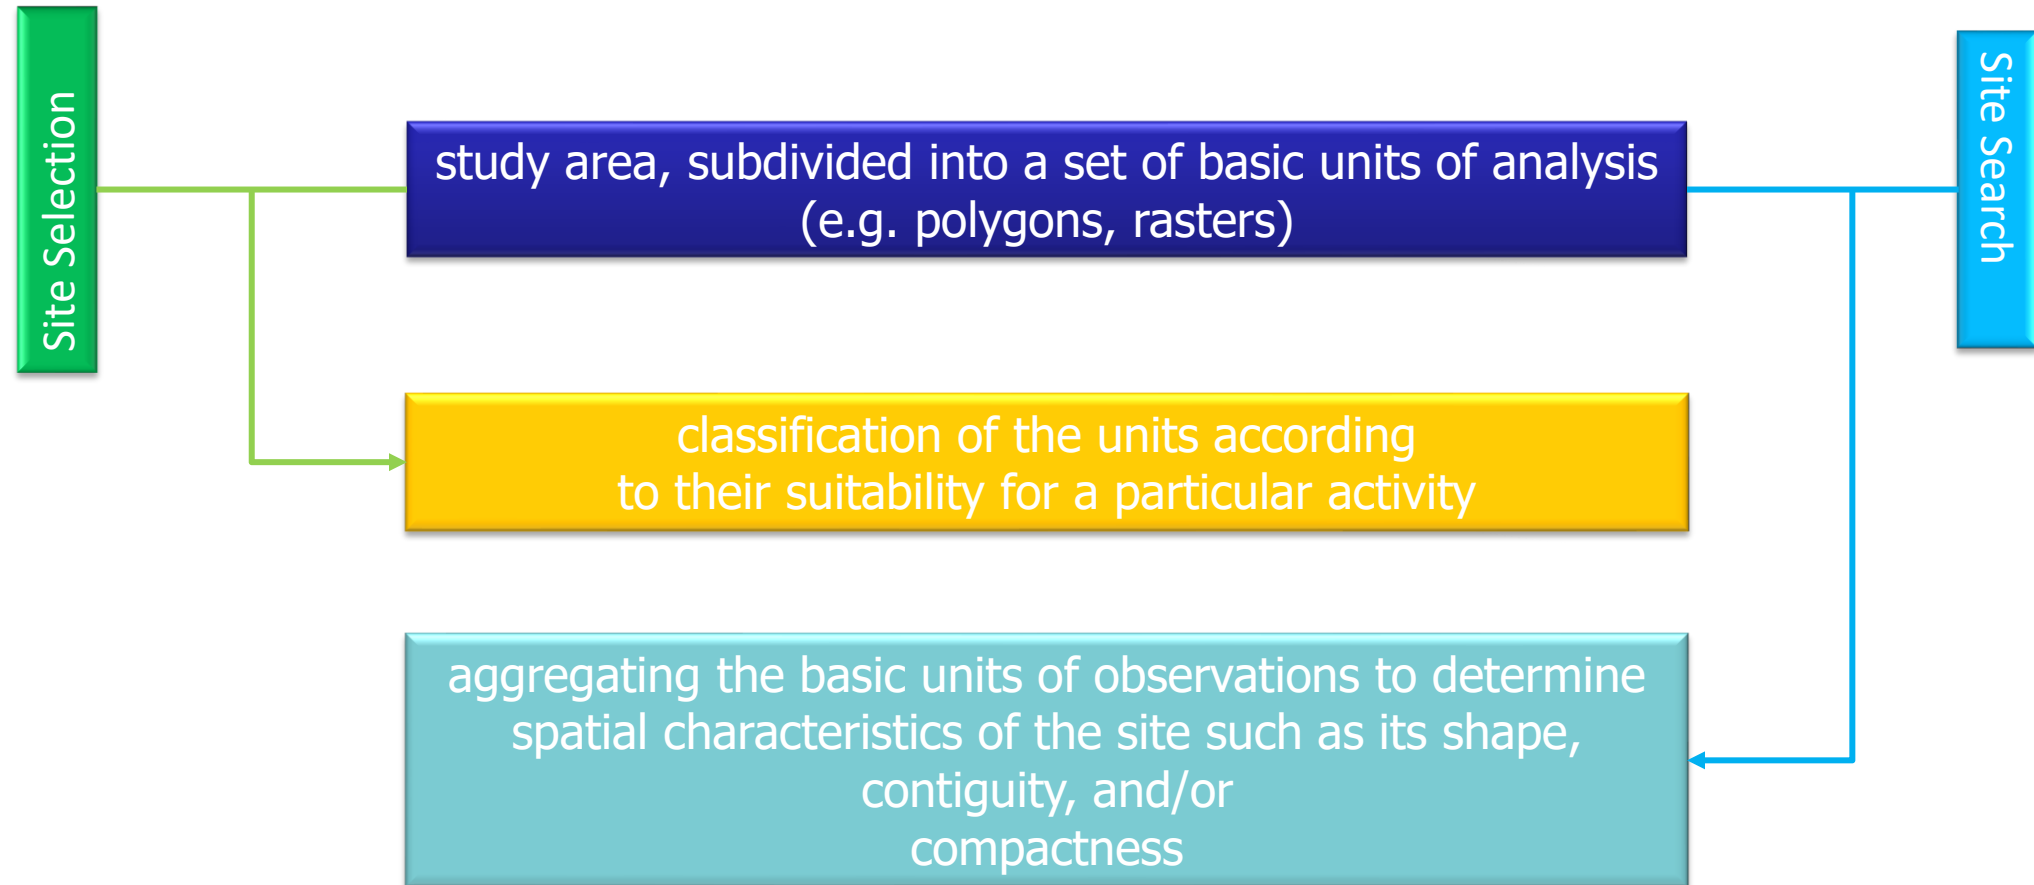 Site Selection
study area, subdivided into a set of basic units of analysis
(e.g. polygons, rasters)
Site Search
classification of the units according
to their suitability for a particular activity
aggregating the basic units of observations to determine
spatial characteristics of the site such as its shape,
contiguity, and/or
compactness